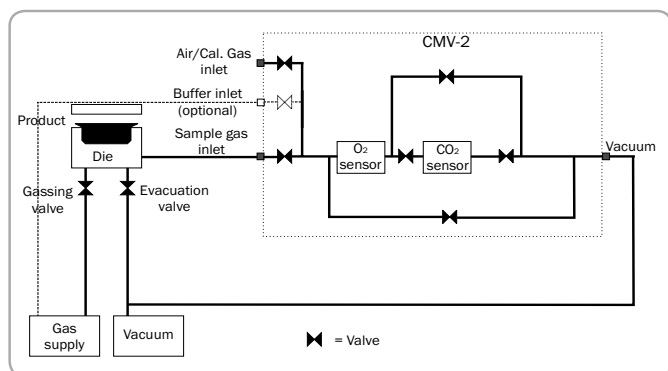 CMV-2
Air/Cal. Gas
inlet
Buffer inlet
(optional)
Product
Sample gas
inlet
Die
O₂
sensor
CO₂
sensor
Vacuum
Gassing
valve
Evacuation
valve
Gas
supply
Vacuum
= Valve